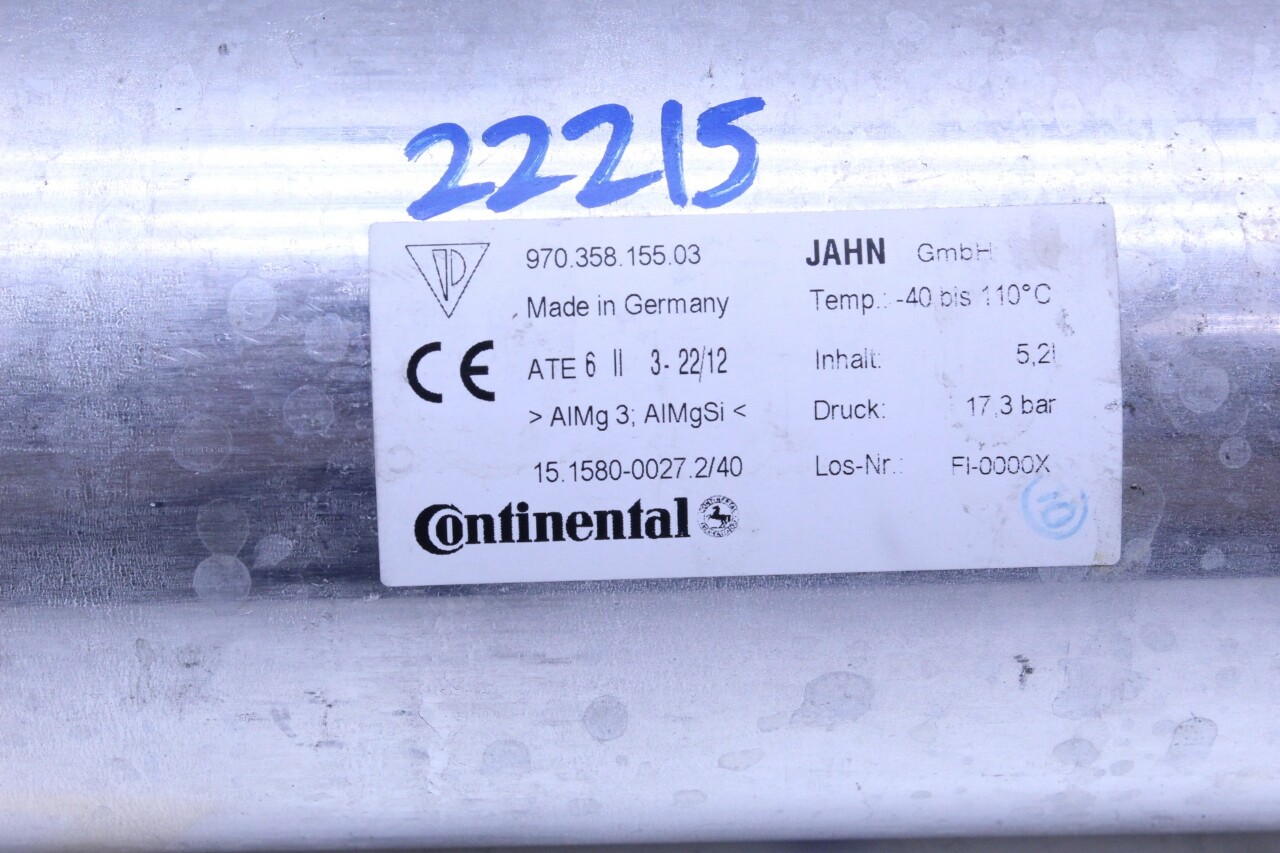 22215
970.358.155.03
Made in Germany
CE
ATE 6 || 3- 22/12
> AlMg 3; AlMgSi <
15.1580-0027.2/40
Continental
JAHN GmbH
Temp.: -40 bis 110°C
Inhalt: 5,2l
Druck: 17,3 bar
Los-Nr.: FI-0000X
10